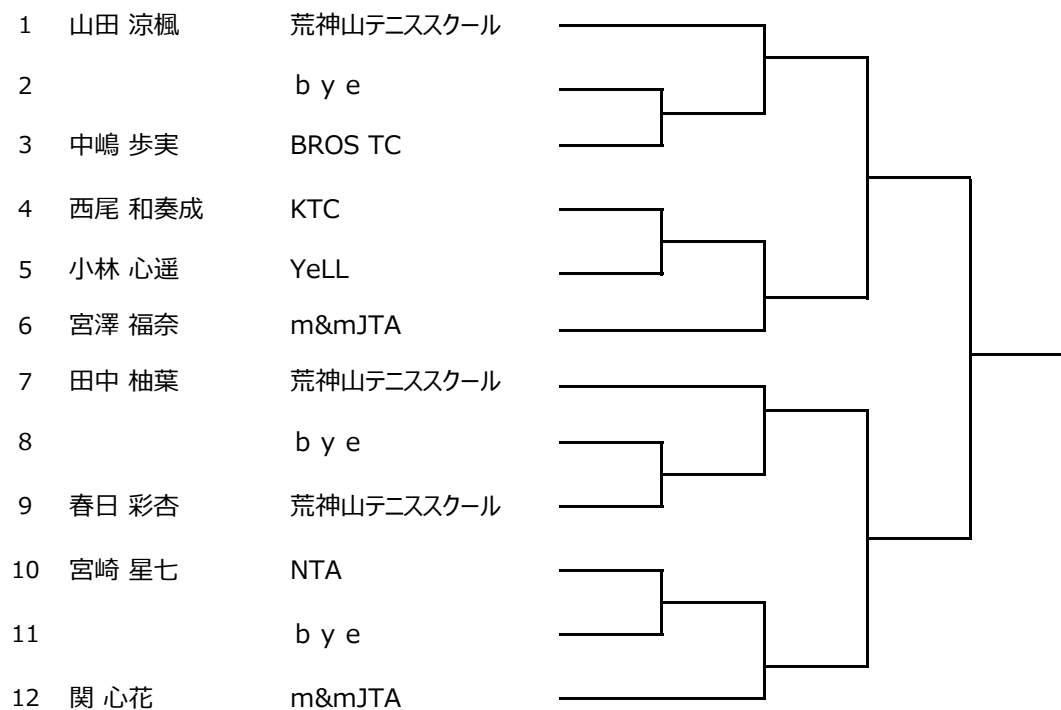 1 山田 涼楓 荒神山テニススクール
2 ｂｙｅ
3 中嶋 歩実 BROS TC
4 西尾 和奏成 KTC
5 小林 心遥 YeLL
6 宮澤 福奈 m&mJTA
7 田中 柚葉 荒神山テニススクール
8 ｂｙｅ
9 春日 彩杏 荒神山テニススクール
10 宮崎 星七 NTA
11 ｂｙｅ
12 関 心花 m&mJTA